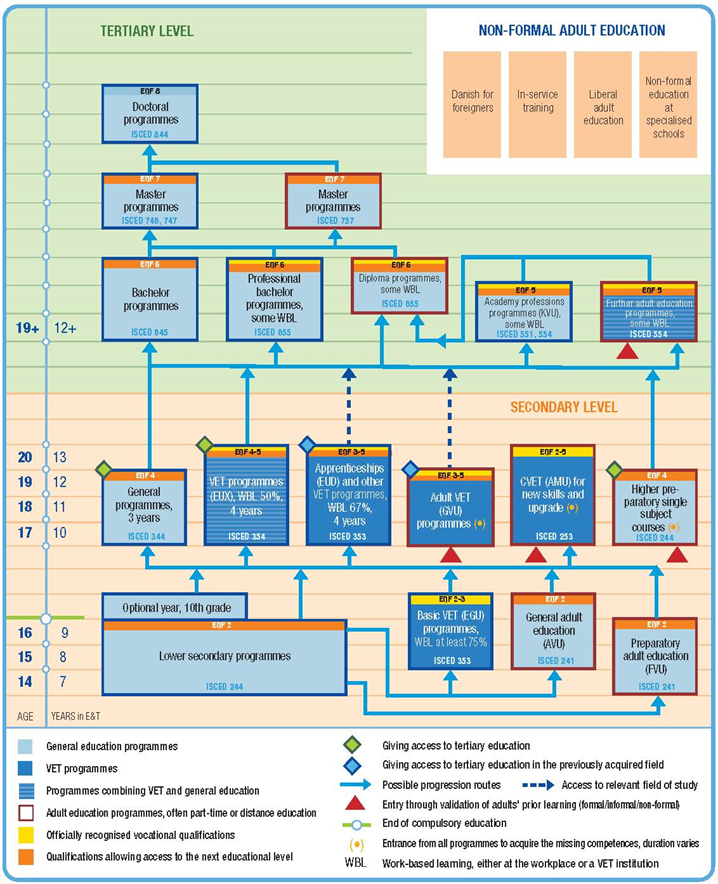 TERTIARY LEVEL
NON-FORMAL ADULT EDUCATION
Danish for
foreigners
In-service
training
Liberal
adult
education
Non-formal
education
at
specialised
schools
EQF 8
Doctoral
programmes
ISCED 844
EQF 7
Master
programmes
ISCED 746, 747
EQF 7
Master
programmes
ISCED 757
EQF 6
Bachelor
programmes
ISCED 645
EQF 6
Professional
bachelor
programmes,
some WBL
ISCED 655
EQF 6
Diploma programmes,
some WBL
ISCED 655
EQF 5
Academy professions
programmes (KVU),
some WBL
ISCED 551, 554
EQF 5
Further adult education
programmes,
some WBL
ISCED 554
19+ 12+
SECONDARY LEVEL
20 13
19 12
18 11
17 10
EQF 4
General
programmes,
3 years
ISCED 344
EQF 4-5
VET programmes
(EUX), WBL 50%,
4 years
ISCED 354
EQF 3-5
Apprenticeships
(EUD) and other
VET programmes,
WBL 67%,
4 years
ISCED 353
EQF 3-5
Adult VET
(GVU)
programmes (•)
ISCED 353
EQF 2-5
CVET (AMU) for
new skills and
upgrade (•)
ISCED 253
EQF 4
Higher pre-
paratory single
subject
courses (•)
ISCED 244
Optional year, 10th grade
EQF 2
Lower secondary programmes
ISCED 244
EQF 2-3
Basic VET (EGU)
programmes,
WBL at least 75%
ISCED 353
EQF 2
General adult
education
(AVU)
ISCED 241
EQF 2
Preparatory
adult education
(FVU)
ISCED 241
16 9
15 8
14 7
AGE YEARS in E&T
General education programmes
VET programmes
Programmes combining VET and general education
Adult education programmes, often part-time or distance education
Officially recognised vocational qualifications
Qualifications allowing access to the next educational level
Giving access to tertiary education
Giving access to tertiary education in the previously acquired field
Possible progression routes
Access to relevant field of study
Entry through validation of adults' prior learning (formal/informal/non-formal)
End of compulsory education
(•) Entrance from all programmes to acquire the missing competences, duration varies
WBL Work-based learning, either at the workplace or a VET institution